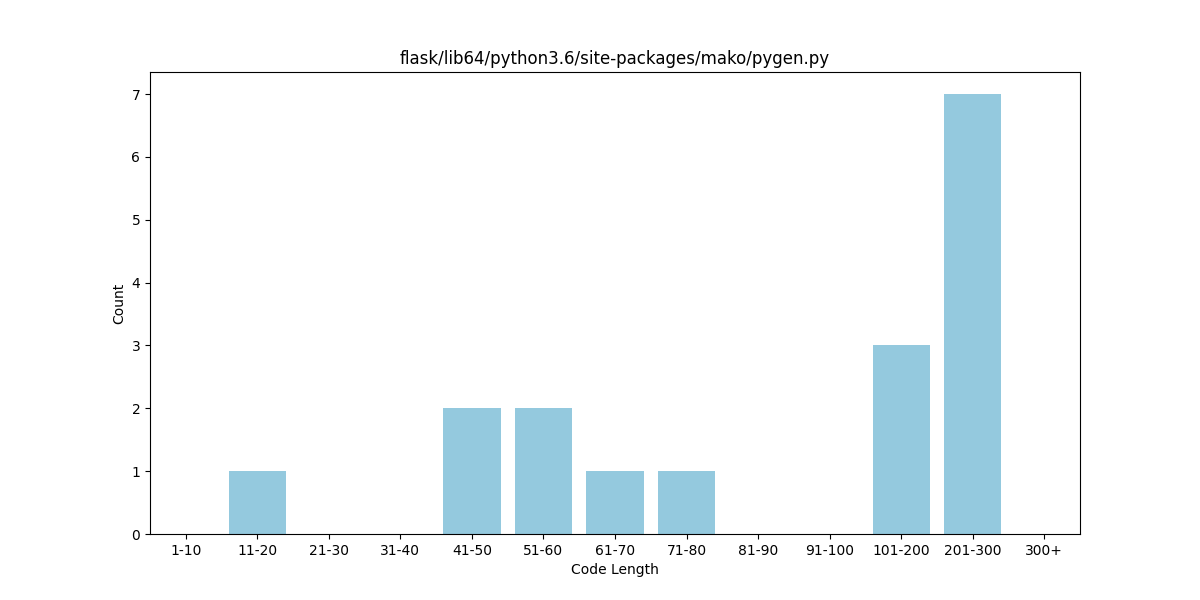 flask/lib64/python3.6/site-packages/mako/pygen.py
Count
7
6
5
4
3
2
1
0
1-10 11-20 21-30 31-40 41-50 51-60 61-70 71-80 81-90 91-100 101-200 201-300 300+
Code Length